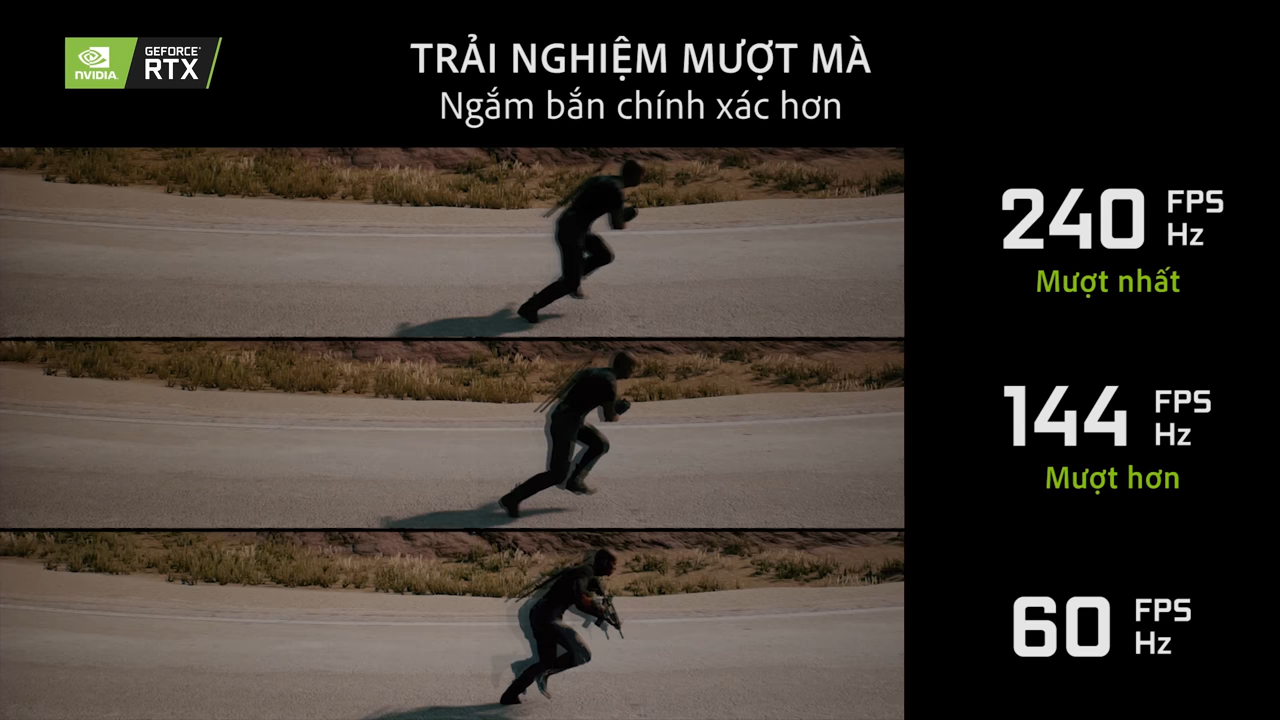 NVIDIA.
GEFORCE
RTX
TRẢI NGHIỆM MƯỢT MÀ
Ngắm bắn chính xác hơn
240 FPS Hz
Mượt nhất
144 FPS Hz
Mượt hơn
60 FPS Hz